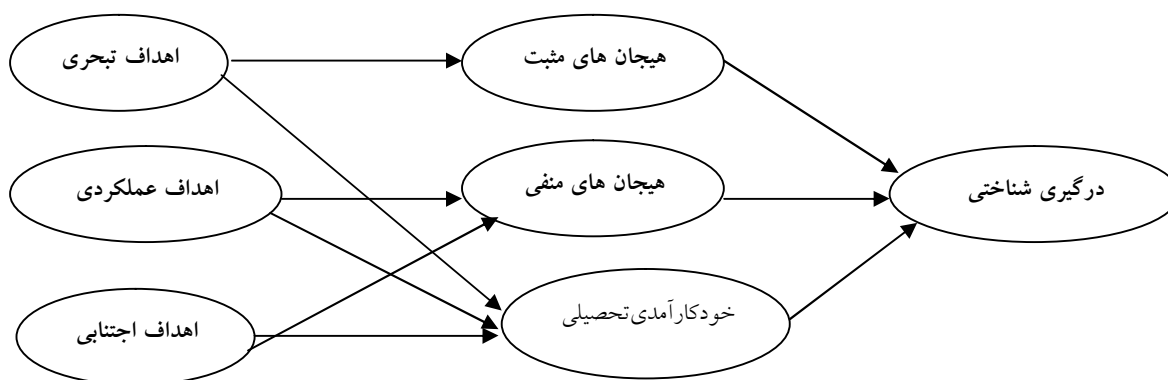 اهداف تبحری
هیجان های مثبت
اهداف عملکردی
هیجان های منفی
درگیری شناختی
اهداف اجتنابی
خودکارآمدی تحصیلی